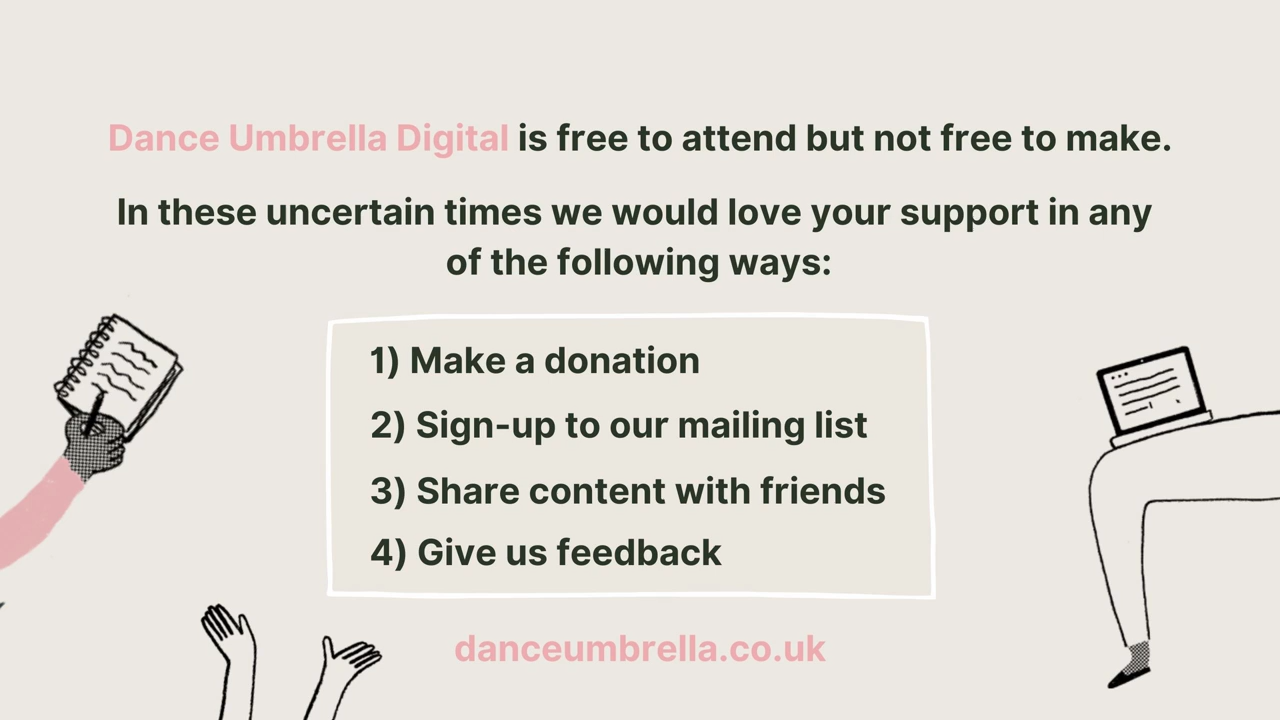 Dance Umbrella Digital is free to attend but not free to make.
In these uncertain times we would love your support in any
of the following ways:
1) Make a donation
2) Sign-up to our mailing list
3) Share content with friends
4) Give us feedback
danceumbrella.co.uk